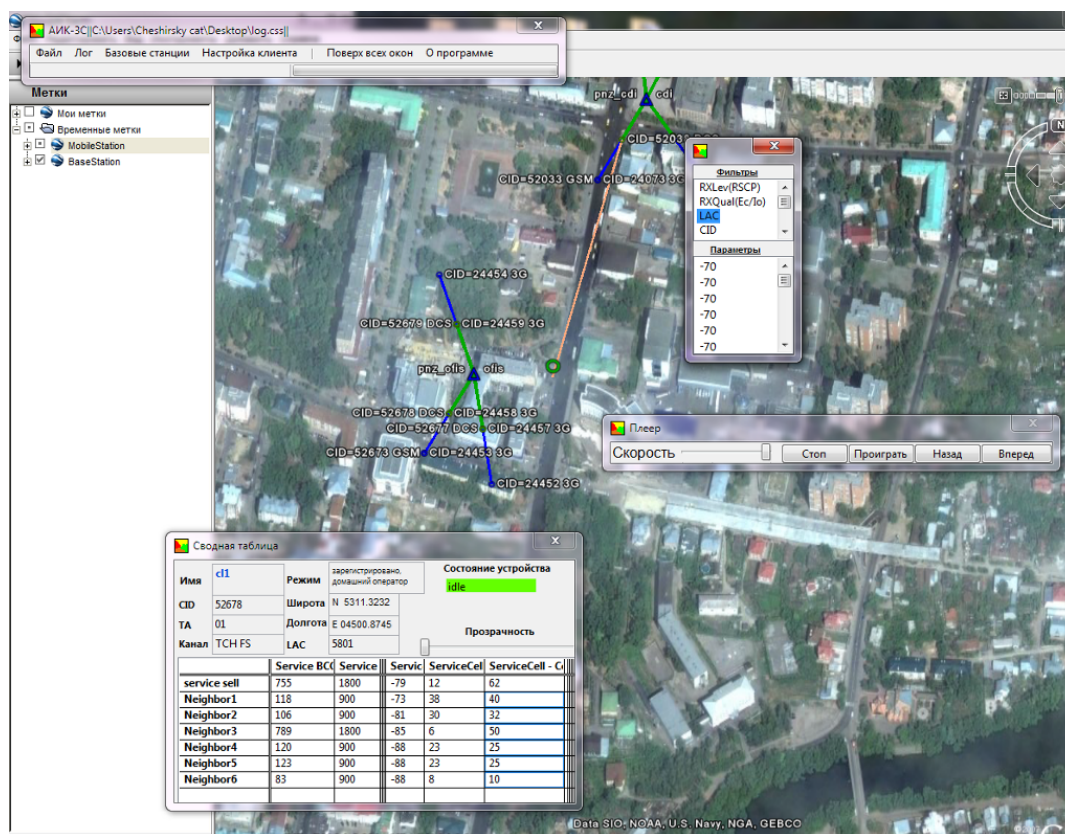 АИК-3С||C:\Users\Cheshirsky cat\Desktop\log.css||
Файл Лог Базовые станции Настройка клиента | Поверх всех окон О программе
Метки
Мои метки
Временные метки
MobileStation
BaseStation
pnz_cdi cdi
CID=52033 GSM CID=24073 3G
N
Фильтры
RXLev(RSCP)
RXQual(Ec/Io)
LAC
CID
Параметры
-70
-70
-70
-70
-70
-70
CID=24454 3G
CID=52679 DCS CID=24459 3G
pnz_ofis ofis
CID=52678 DCS CID=24458 3G
CID=52677 DCS CID=24457 3G
CID=52673 GSM CID=24453 3G
CID=24452 3G
Плеер
Скорость Стоп Проиграть Назад Вперед
Сводная таблица
Имя cl1 Режим зарегистрировано, домашний оператор Состояние устройства
idle
CID 52678 Широта N 5311.3232
TA 01 Долгота E 04500.8745 Прозрачность
Канал TCH FS LAC 5801
Service BC Service Servic ServiceCel ServiceCell - C
service sell 755 1800 -79 12 62
Neighbor1 118 900 -73 38 40
Neighbor2 106 900 -81 30 32
Neighbor3 789 1800 -85 6 50
Neighbor4 120 900 -88 23 25
Neighbor5 123 900 -88 23 25
Neighbor6 83 900 -88 8 10
Data SIO, NOAA, U.S. Navy, NGA, GEBCO